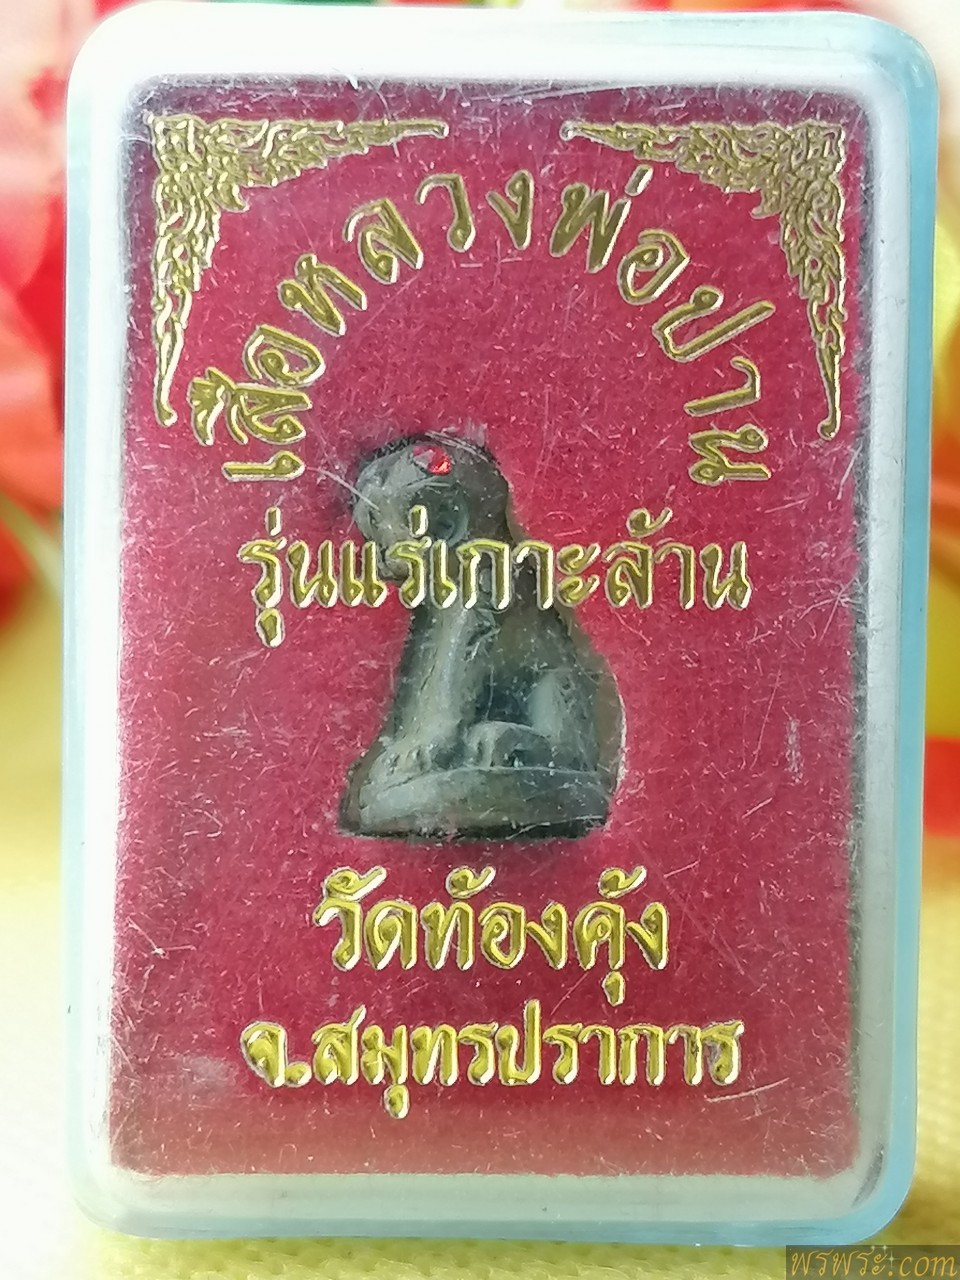 เสือหลวงพ่อปาน
รุ่นแร่เกาะล้าน
วัดท้องคุ้ง
จ.สมุทรปราการ
พรพระ.com